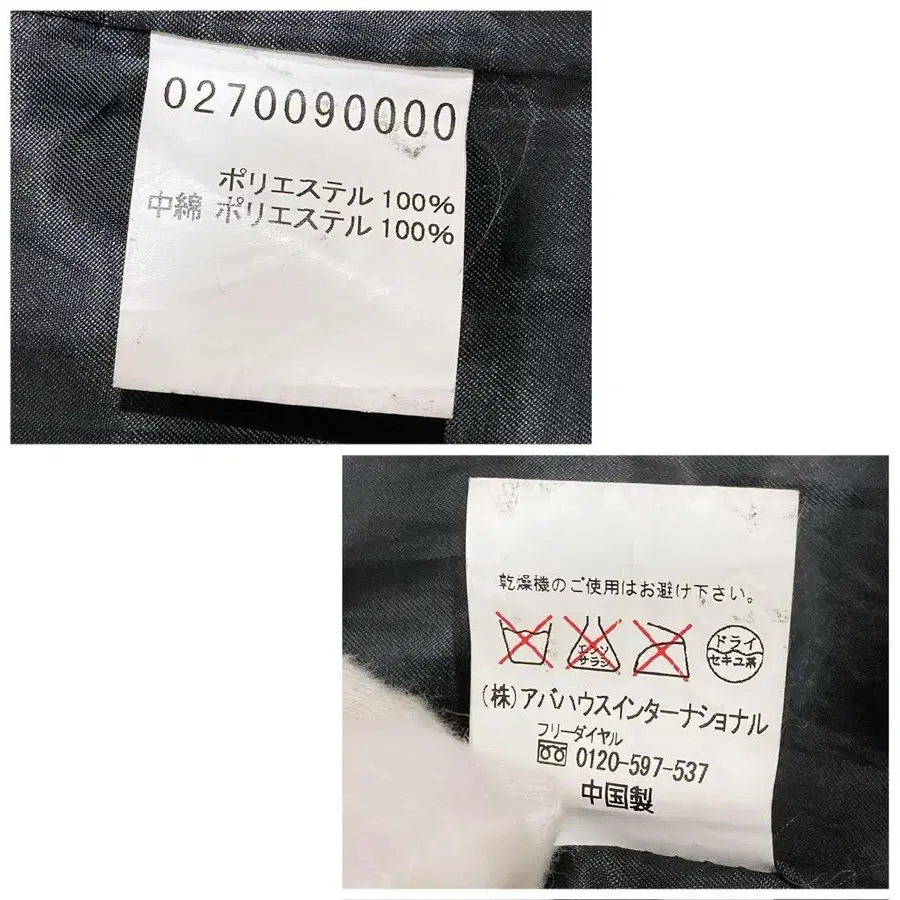 0270090000
ポリエステル 100%
中綿 ポリエステル 100%
乾燥機のご使用はお避け下さい。
エンソ
サラシ
ドライ
セキユ系
(株)アバハウスインターナショナル
フリーダイヤル
0120-597-537
中国製